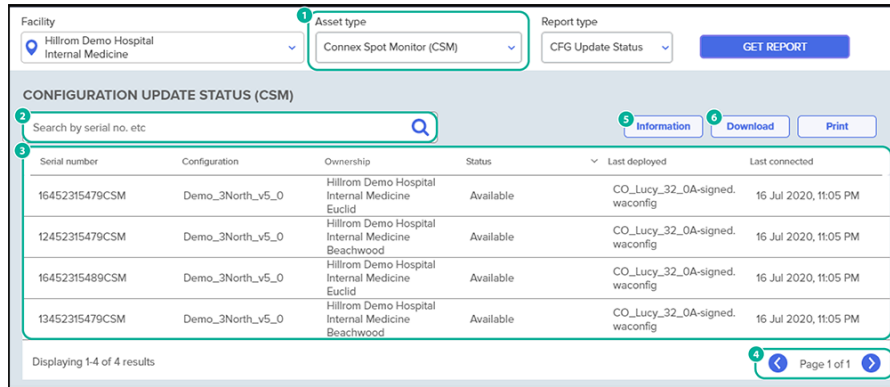 Facility
Hillrom Demo Hospital
Internal Medicine
1
Asset type
Connex Spot Monitor (CSM)
Report type
CFG Update Status
GET REPORT
CONFIGURATION UPDATE STATUS (CSM)
2
Search by serial no. etc
5
Information
6
Download
Print
3
Serial number Configuration Ownership Status Last deployed Last connected
16452315479CSM Demo_3North_v5_0 Hillrom Demo Hospital Internal Medicine Euclid Available CO_Lucy_32_0A-signed.waconfig 16 Jul 2020, 11:05 PM
12452315479CSM Demo_3North_v5_0 Hillrom Demo Hospital Internal Medicine Beachwood Available CO_Lucy_32_0A-signed.waconfig 16 Jul 2020, 11:05 PM
16452315489CSM Demo_3North_v5_0 Hillrom Demo Hospital Internal Medicine Euclid Available CO_Lucy_32_0A-signed.waconfig 16 Jul 2020, 11:05 PM
13452315479CSM Demo_3North_v5_0 Hillrom Demo Hospital Internal Medicine Beachwood Available CO_Lucy_32_0A-signed.waconfig 16 Jul 2020, 11:05 PM
Displaying 1-4 of 4 results
4
Page 1 of 1